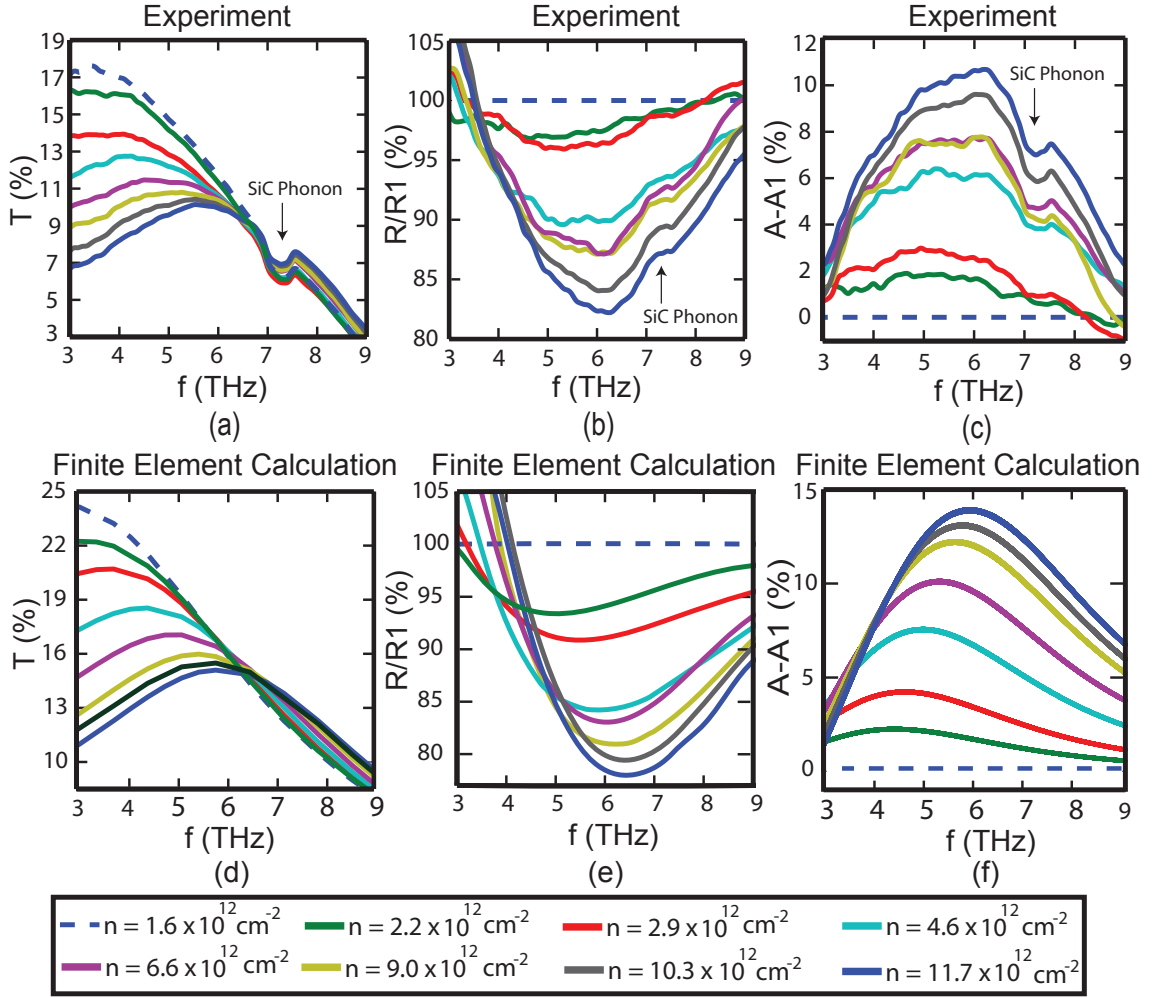 Experiment
T (%)
17
15
13
11
9
7
5
3
SiC Phonon
3 4 5 6 7 8 9
f (THz)
(a)
Experiment
R/R1 (%)
105
100
95
90
85
80
SiC Phonon
3 4 5 6 7 8 9
f (THz)
(b)
Experiment
A-A1 (%)
12
10
8
6
4
2
0
SiC Phonon
3 4 5 6 7 8 9
f (THz)
(c)
Finite Element Calculation
T (%)
25
22
19
16
13
10
3 4 5 6 7 8 9
f (THz)
(d)
Finite Element Calculation
R/R1 (%)
105
100
95
90
85
80
3 4 5 6 7 8 9
f (THz)
(e)
Finite Element Calculation
A-A1 (%)
15
10
5
0
3 4 5 6 7 8 9
f (THz)
(f)
n = 1.6 x 10^12 cm^-2 n = 2.2 x 10^12 cm^-2 n = 2.9 x 10^12 cm^-2 n = 4.6 x 10^12 cm^-2
n = 6.6 x 10^12 cm^-2 n = 9.0 x 10^12 cm^-2 n = 10.3 x 10^12 cm^-2 n = 11.7 x 10^12 cm^-2